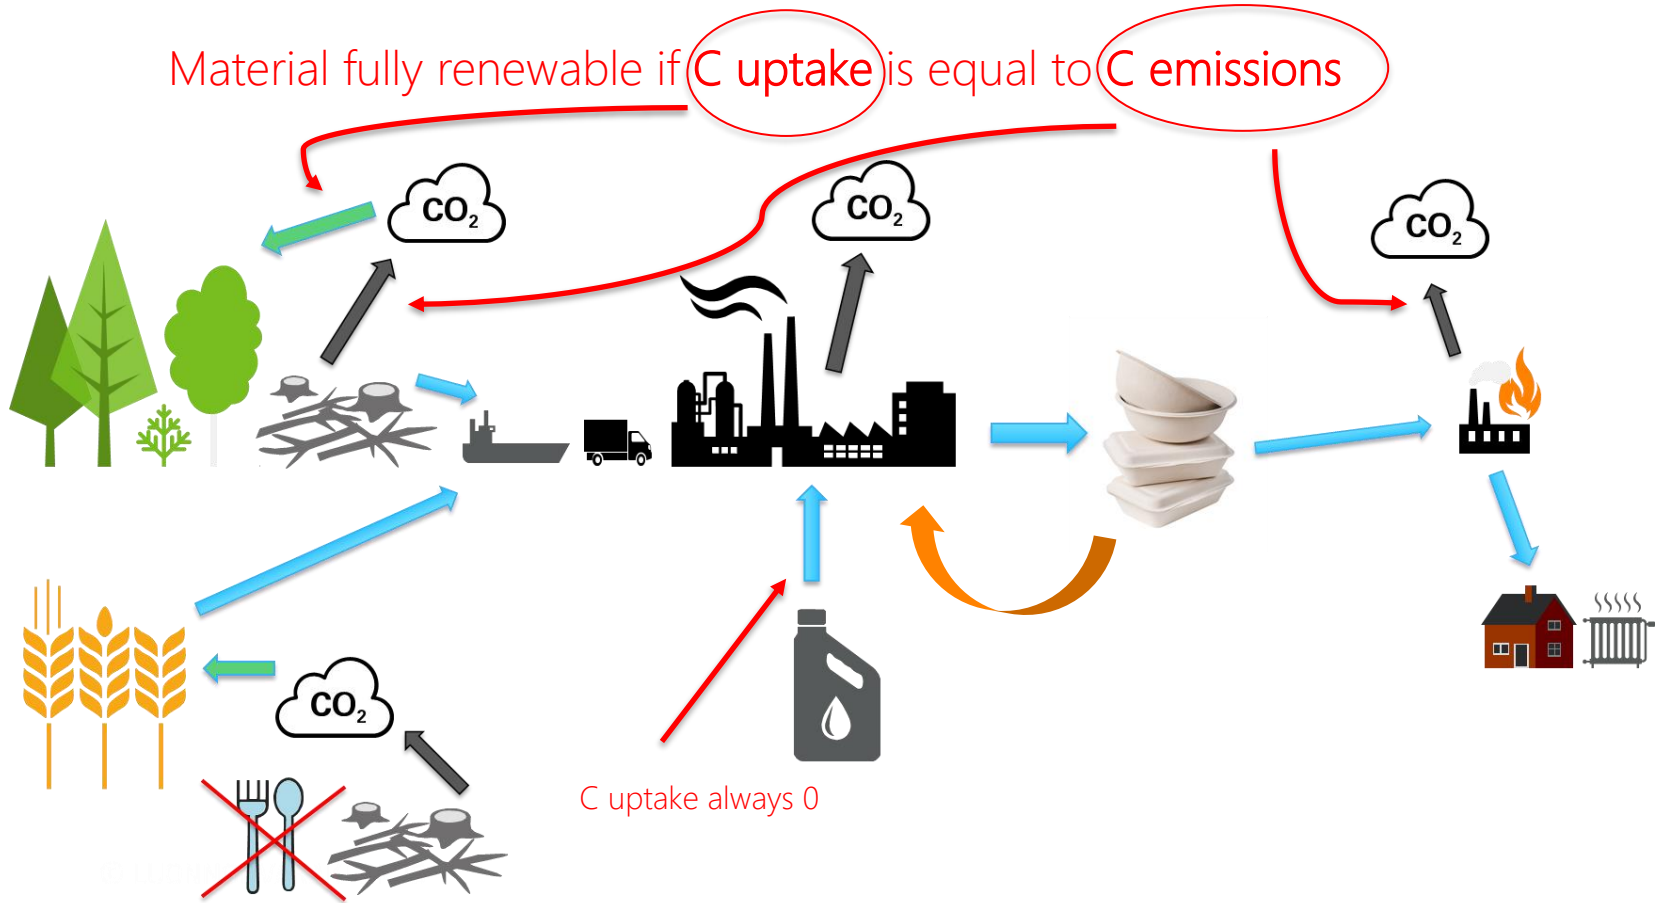 Material fully renewable if C uptake is equal to C emissions
CO2
CO2
CO2
CO2
C uptake always 0